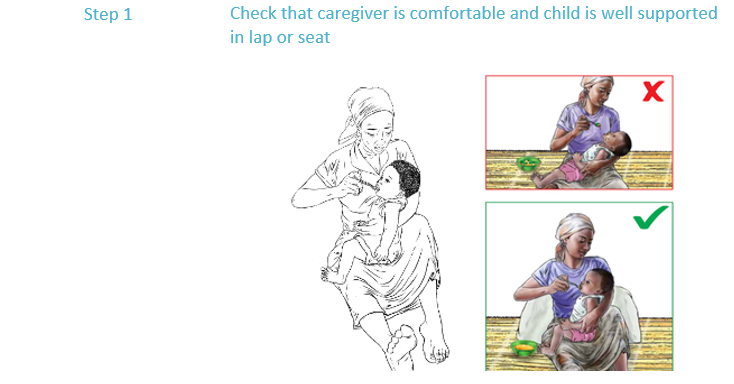 Step 1
Check that caregiver is comfortable and child is well supported
in lap or seat